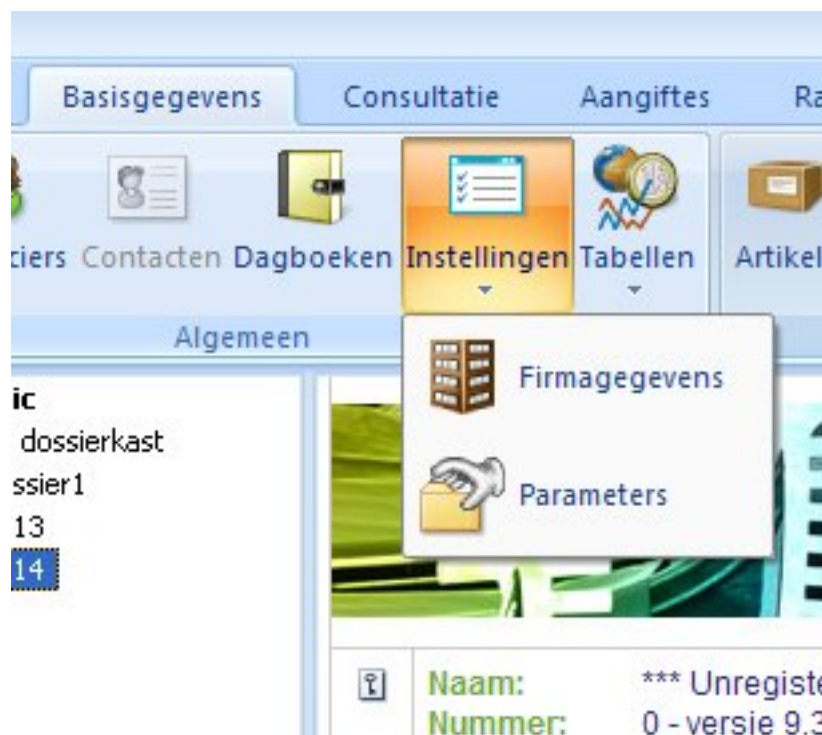 Basisgegevens Consultatie Aangiftes Ra
ciers Contacten Dagboeken Instellingen Tabellen Artikel
Algemeen
Firmagegevens
Parameters
ic
dossierkast
ssier1
13
14
Naam: *** Unregiste
Nummer: 0 - versie 9.3